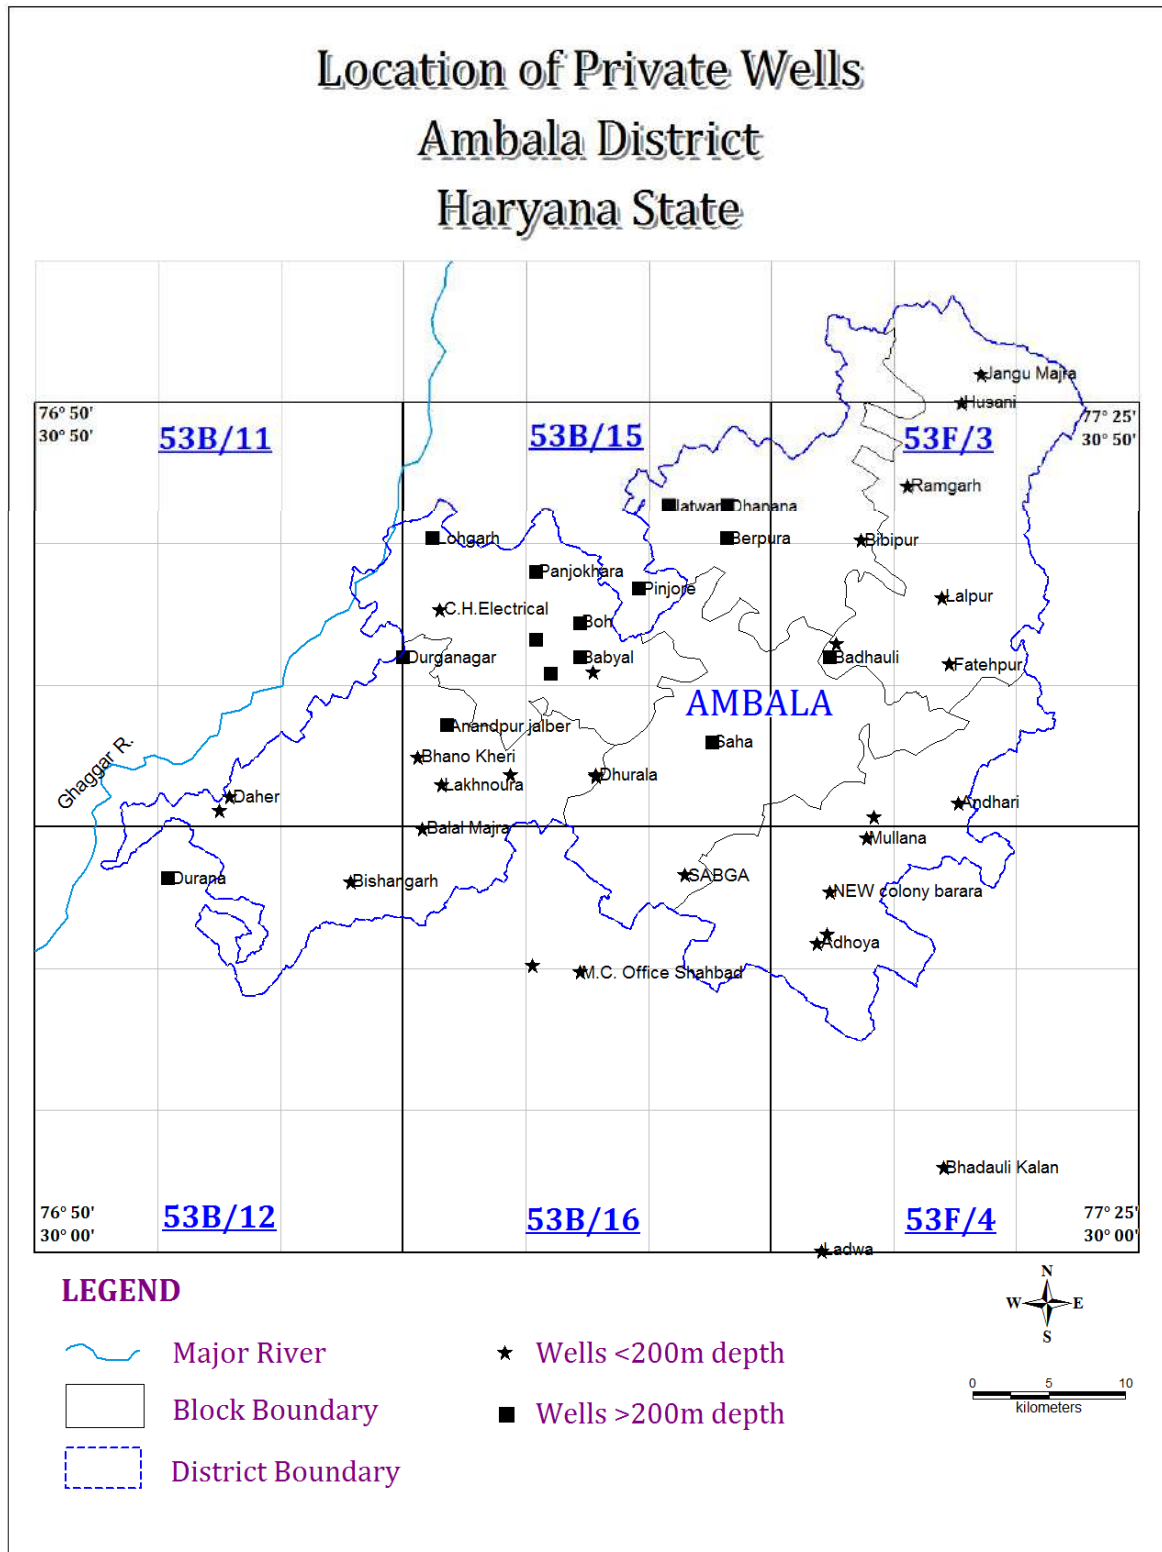 Location of Private Wells
Ambala District
Haryana State
Jangu Majra
Husani
76° 50'
30° 50'
53B/11
53B/15
53F/3
77° 25'
30° 50'
Ramgarh
Jatwar
Dhanana
Lohgarh
Berpura
Bibipur
Panjokhara
Pinjore
Lalpur
C.H.Electrical
Boh
Durganagar
Babyal
Badhauli
Fatehpur
AMBALA
Anandpur jalber
Saha
Ghaggar R.
Bhano Kheri
Lakhnoura
Dhurala
Daher
Andhari
Balal Majra
Mullana
Durana
Bishangarh
SABGA
NEW colony barara
Adhoya
M.C. Office Shahbad
Bhadauli Kalan
76° 50'
30° 00'
53B/12
53B/16
53F/4
77° 25'
30° 00'
Ladwa
LEGEND
Major River
Wells <200m depth
Block Boundary
Wells >200m depth
District Boundary
N
W
E
S
0 5 10
kilometers